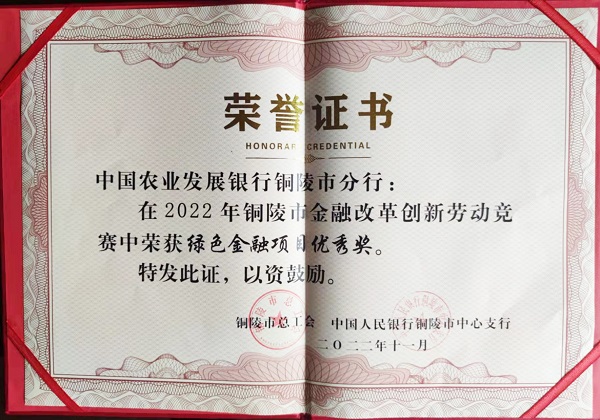 荣誉证书
HONORARY CREDENTIAL
中国农业发展银行铜陵市分行：
在2022年铜陵市金融改革创新劳动竞
赛中荣获绿色金融项目优秀奖。
特发此证，以资鼓励。
铜陵市总工会 中国人民银行铜陵市中心支行
二〇二二年十一月